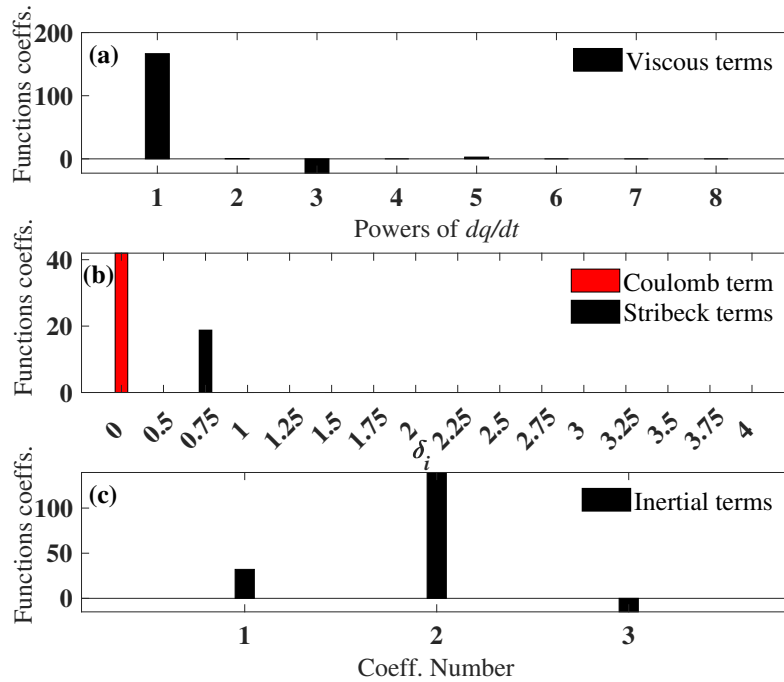 Functions coeffs.
200
100
0
(a)
Viscous terms
1 2 3 4 5 6 7 8
Powers of dq/dt
Functions coeffs.
40
20
0
(b)
Coulomb term
Stribeck terms
0 0.5 0.75 1 1.25 1.5 1.75 2 2.25 2.5 2.75 3 3.25 3.5 3.75 4
δi
Functions coeffs.
100
50
0
(c)
Inertial terms
1 2 3
Coeff. Number